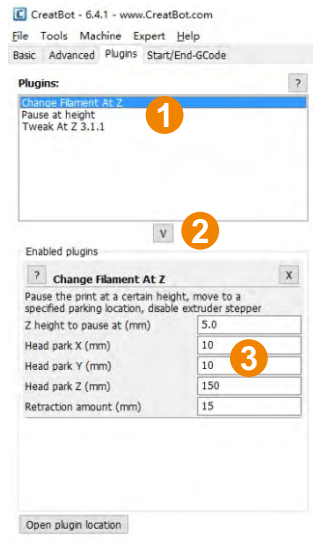 CreatBot - 6.4.1 - www.CreatBot.com
File Tools Machine Expert Help
Basic Advanced Plugins Start/End-GCode
Plugins: ?
Change Filament At Z
Pause at height
Tweak At Z 3.1.1
1
V 2
Enabled plugins
? Change Filament At Z X
Pause the print at a certain height, move to a
specified parking location, disable extruder stepper
Z height to pause at (mm) 5.0
Head park X (mm) 10
Head park Y (mm) 10
3
Head park Z (mm) 150
Retraction amount (mm) 15
Open plugin location